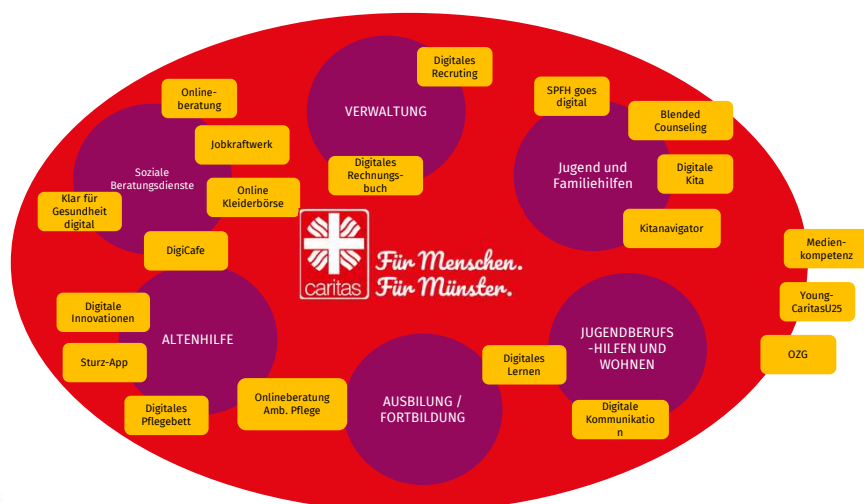 Digitales
Recruting
VERWALTUNG
Digitales
Rechnungs-
buch
Online-
beratung
Jobkraftwerk
Soziale
Beratungsdienste
Online
Kleiderbörse
Klar für
Gesundheit
digital
DigiCafe
SPFH goes
digital
Blended
Counseling
Jugend und
Familiehilfen
Digitale
Kita
Kitanavigator
caritas
Für Menschen.
Für Münster.
Medien-
kompetenz
Young-
CaritasU25
OZG
Digitale
Innovationen
ALTENHILFE
Sturz-App
Digitales
Pflegebett
Onlineberatung
Amb. Pflege
AUSBILUNG /
FORTBILDUNG
Digitales
Lernen
JUGENDBERUFS
-HILFEN UND
WOHNEN
Digitale
Kommunikatio
n